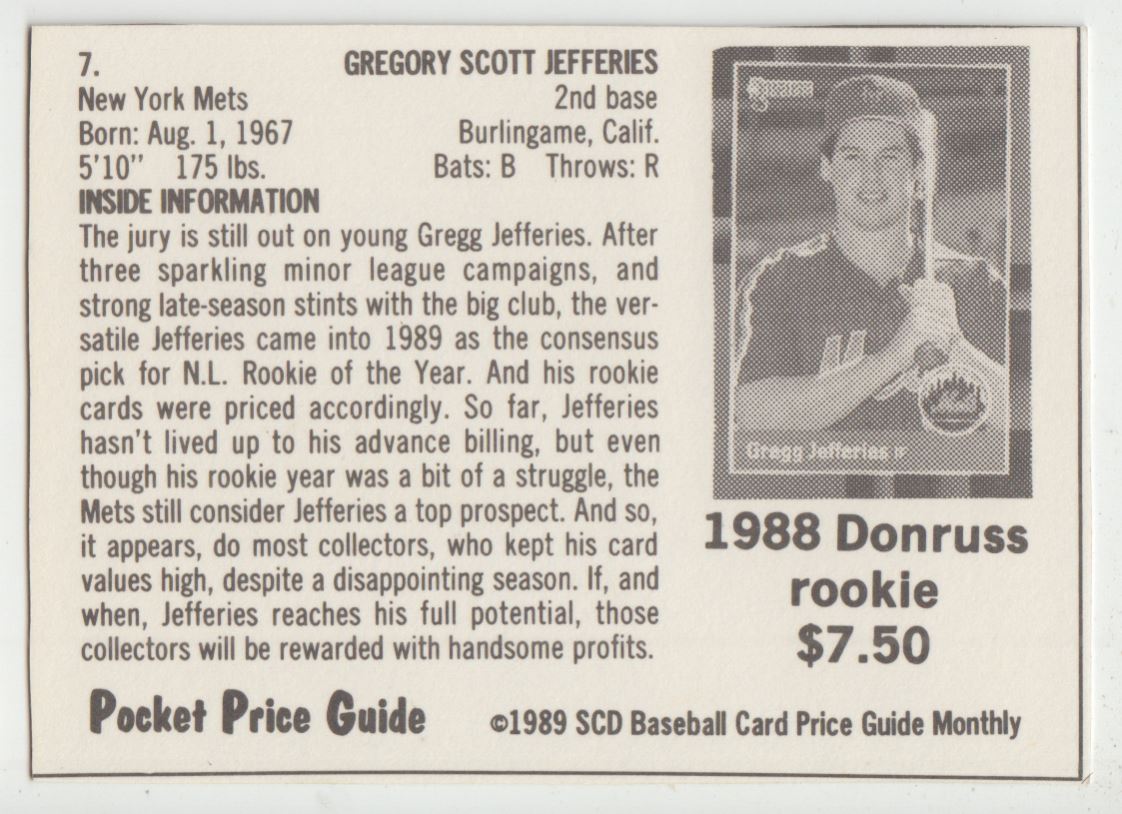 7. GREGORY SCOTT JEFFERIES
New York Mets 2nd base
Born: Aug. 1, 1967 Burlingame, Calif.
5'10" 175 lbs. Bats: B Throws: R
INSIDE INFORMATION
The jury is still out on young Gregg Jefferies. After
three sparkling minor league campaigns, and
strong late-season stints with the big club, the ver-
satile Jefferies came into 1989 as the consensus
pick for N.L. Rookie of the Year. And his rookie
cards were priced accordingly. So far, Jefferies
hasn't lived up to his advance billing, but even
though his rookie year was a bit of a struggle, the
Mets still consider Jefferies a top prospect. And so,
it appears, do most collectors, who kept his card
values high, despite a disappointing season. If, and
when, Jefferies reaches his full potential, those
collectors will be rewarded with handsome profits.
Gregg Jefferies IF
1988 Donruss
rookie
$7.50
Pocket Price Guide ©1989 SCD Baseball Card Price Guide Monthly